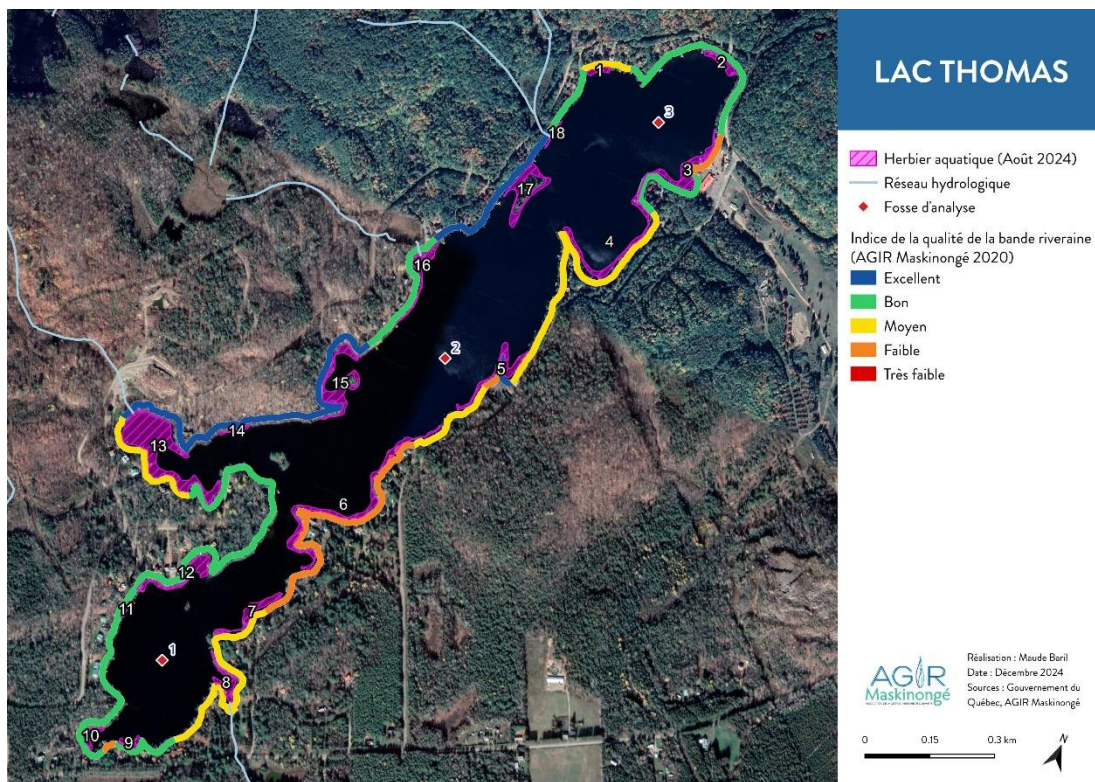 LAC THOMAS
Herbier aquatique (Août 2024)
Réseau hydrologique
Fosse d'analyse
Indice de la qualité de la bande riveraine
(AGIR Maskinongé 2020)
Excellent
Bon
Moyen
Faible
Très faible
1
2
3
3
18
17
4
16
2
5
15
14
13
6
12
11
7
1
8
10
9
AGIR
Maskinongé
Réalisation : Maude Baril
Date : Décembre 2024
Sources : Gouvernement du
Québec, AGIR Maskinongé
0 0.15 0.3 km
N